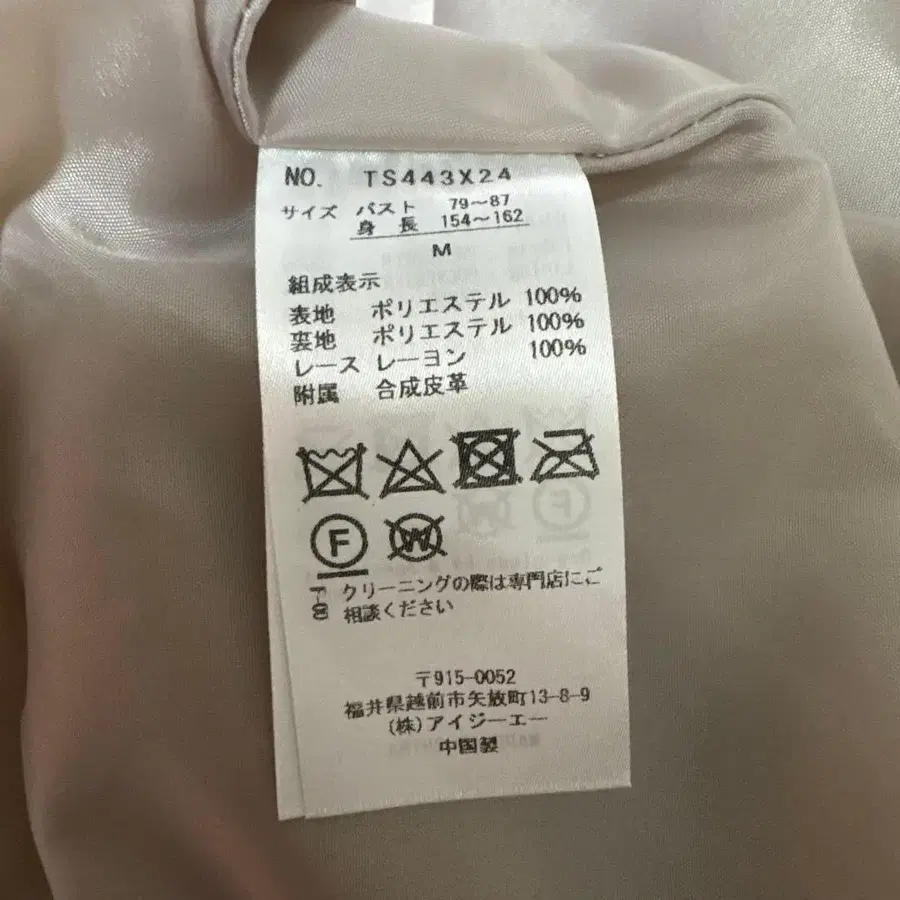 NO. TS443X24
サイズ バスト 79～87
身長 154～162
M
組成表示
表地 ポリエステル 100%
裏地 ポリエステル 100%
レース レーヨン 100%
附属 合成皮革
F
W
クリーニングの際は専門店にご
相談ください
〒915-0052
福井県越前市矢放町13-8-9
(株)アイジーエー
中国製